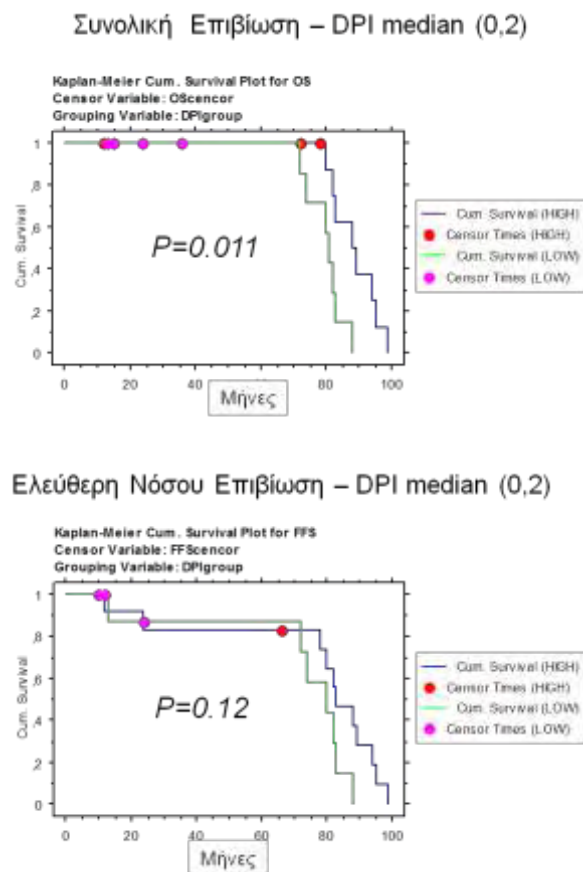 Συνολική Επιβίωση – DPI median (0,2)
Kaplan-Meier Cum. Survival Plot for OS
Censor Variable: OScencor
Grouping Variable: DPIgroup
Cum. Survival
1
,8
,6
,4
,2
0
P=0.011
0 20 40 60 80 100
Μήνες
Cum. Survival (HIGH)
Censor Times (HIGH)
Cum. Survival (LOW)
Censor Times (LOW)
Ελεύθερη Νόσου Επιβίωση – DPI median (0,2)
Kaplan-Meier Cum. Survival Plot for FFS
Censor Variable: FFScencor
Grouping Variable: DPIgroup
Cum. Survival
1
,8
,6
,4
,2
0
P=0.12
0 20 40 60 80 100
Μήνες
Cum. Survival (HIGH)
Censor Times (HIGH)
Cum. Survival (LOW)
Censor Times (LOW)